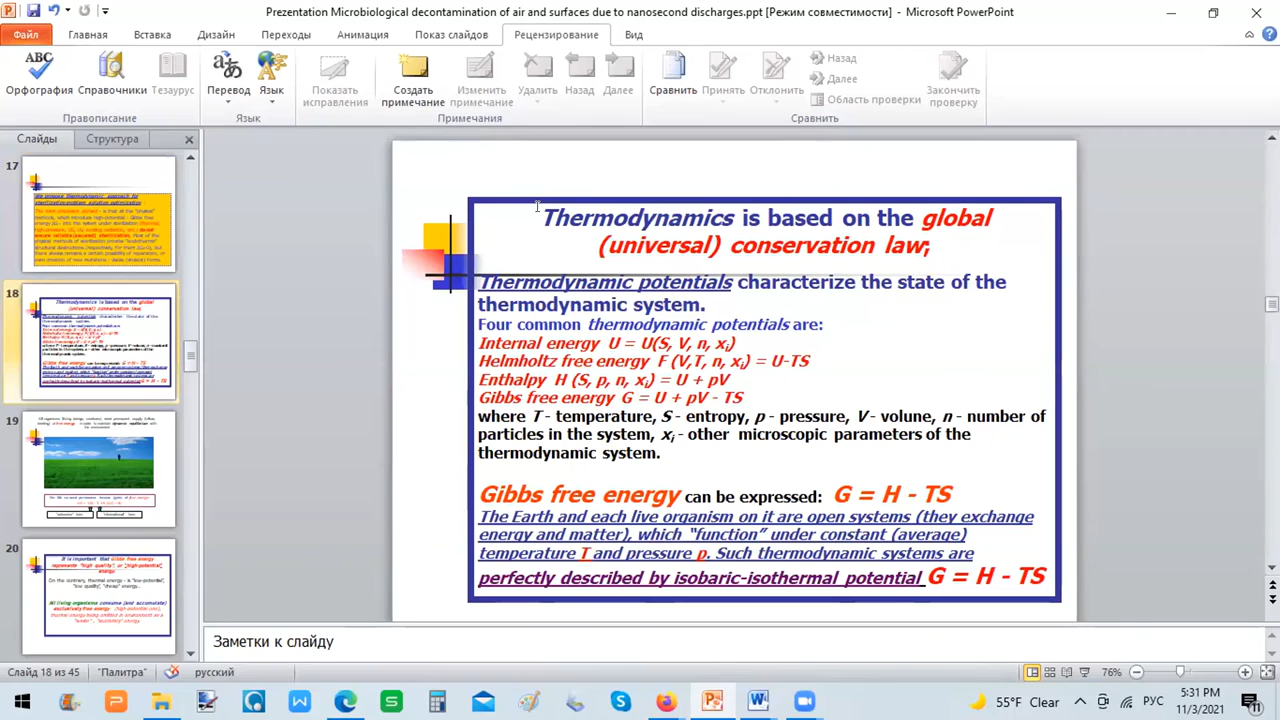 Prezentation Microbiological decontamination of air and surfaces due to nanosecond discharges.ppt [Режим совместимости] - Microsoft PowerPoint
Файл Главная Вставка Дизайн Переходы Анимация Показ слайдов Рецензирование Вид
ABC
Орфография Справочники Тезаурус Перевод Язык Показать исправления Создать примечание Изменить примечание Удалить Назад Далее Сравнить Принять Отклонить Назад Далее Область проверки Закончить проверку
Правописание Язык Примечания Сравнить
Слайды Структура
17
18
19
20
Thermodynamics is based on the global
(universal) conservation law;
Thermodynamic potentials characterize the state of the
thermodynamic system.
our common thermodynamic potentials are:
Internal energy U = U(S, V, n, xi)
Helmholtz free energy F (V,T, n, xi) = U-TS
Enthalpy H (S, p, n, xi) = U + pV
Gibbs free energy G = U + pV - TS
where T - temperature, S - entropy, p - pressure, V - volune, n - number of
particles in the system, xi - other microscopic parameters of the
thermodynamic system.
Gibbs free energy can be expressed: G = H - TS
The Earth and each live organism on it are open systems (they exchange
energy and matter), which “function” under constant (average)
temperature T and pressure p. Such thermodynamic systems are
perfectly described by isobaric-isothermal potential G = H - TS
Заметки к слайду
Слайд 18 из 45 "Палитра" русский 76%
55°F Clear РУС 5:31 PM
11/3/2021